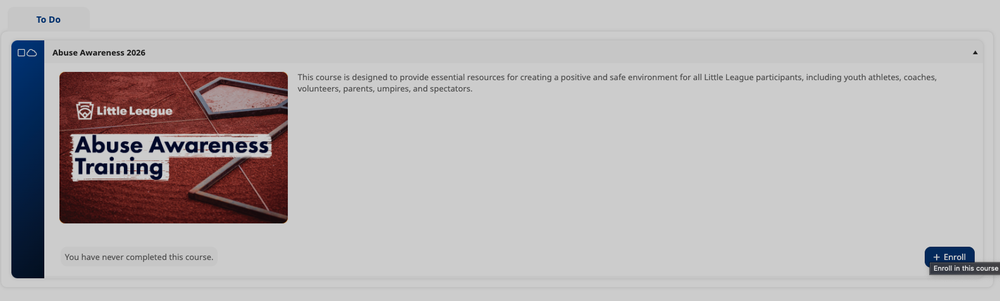 To Do
Abuse Awareness 2026
This course is designed to provide essential resources for creating a positive and safe environment for all Little League participants, including youth athletes, coaches,
volunteers, parents, umpires, and spectators.
Little League
Abuse Awareness
Training
You have never completed this course.
+ Enroll
Enroll in this course